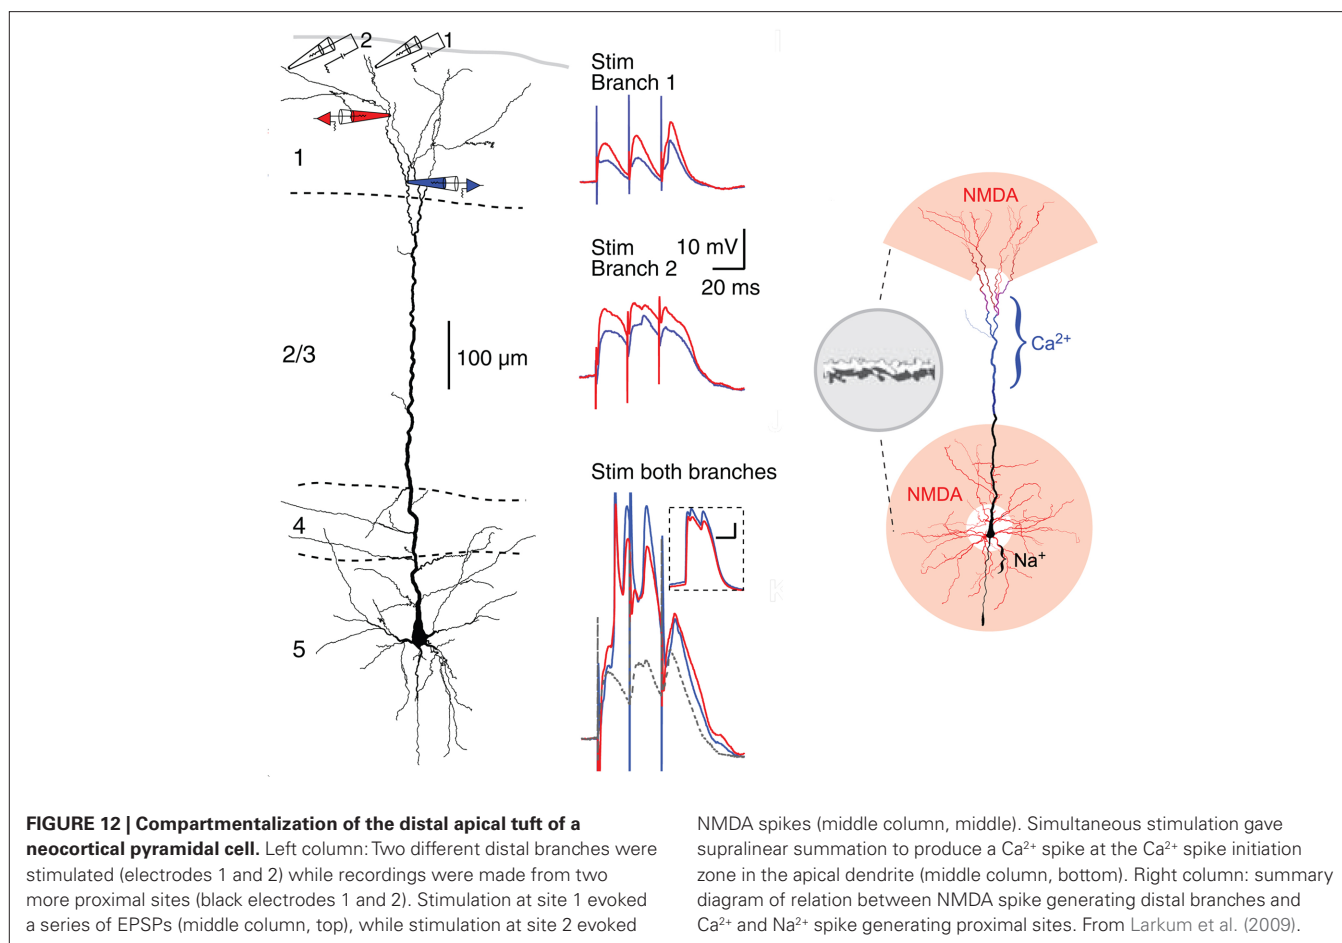 2
1
1
2/3
100 µm
4
5
Stim
Branch 1
Stim
Branch 2
10 mV
20 ms
Stim both branches
NMDA
Ca²⁺
NMDA
Na⁺
FIGURE 12 | Compartmentalization of the distal apical tuft of a
neocortical pyramidal cell. Left column: Two different distal branches were
stimulated (electrodes 1 and 2) while recordings were made from two
more proximal sites (black electrodes 1 and 2). Stimulation at site 1 evoked
a series of EPSPs (middle column, top), while stimulation at site 2 evoked
NMDA spikes (middle column, middle). Simultaneous stimulation gave
supralinear summation to produce a Ca²⁺ spike at the Ca²⁺ spike initiation
zone in the apical dendrite (middle column, bottom). Right column: summary
diagram of relation between NMDA spike generating distal branches and
Ca²⁺ and Na²⁺ spike generating proximal sites. From Larkum et al. (2009).